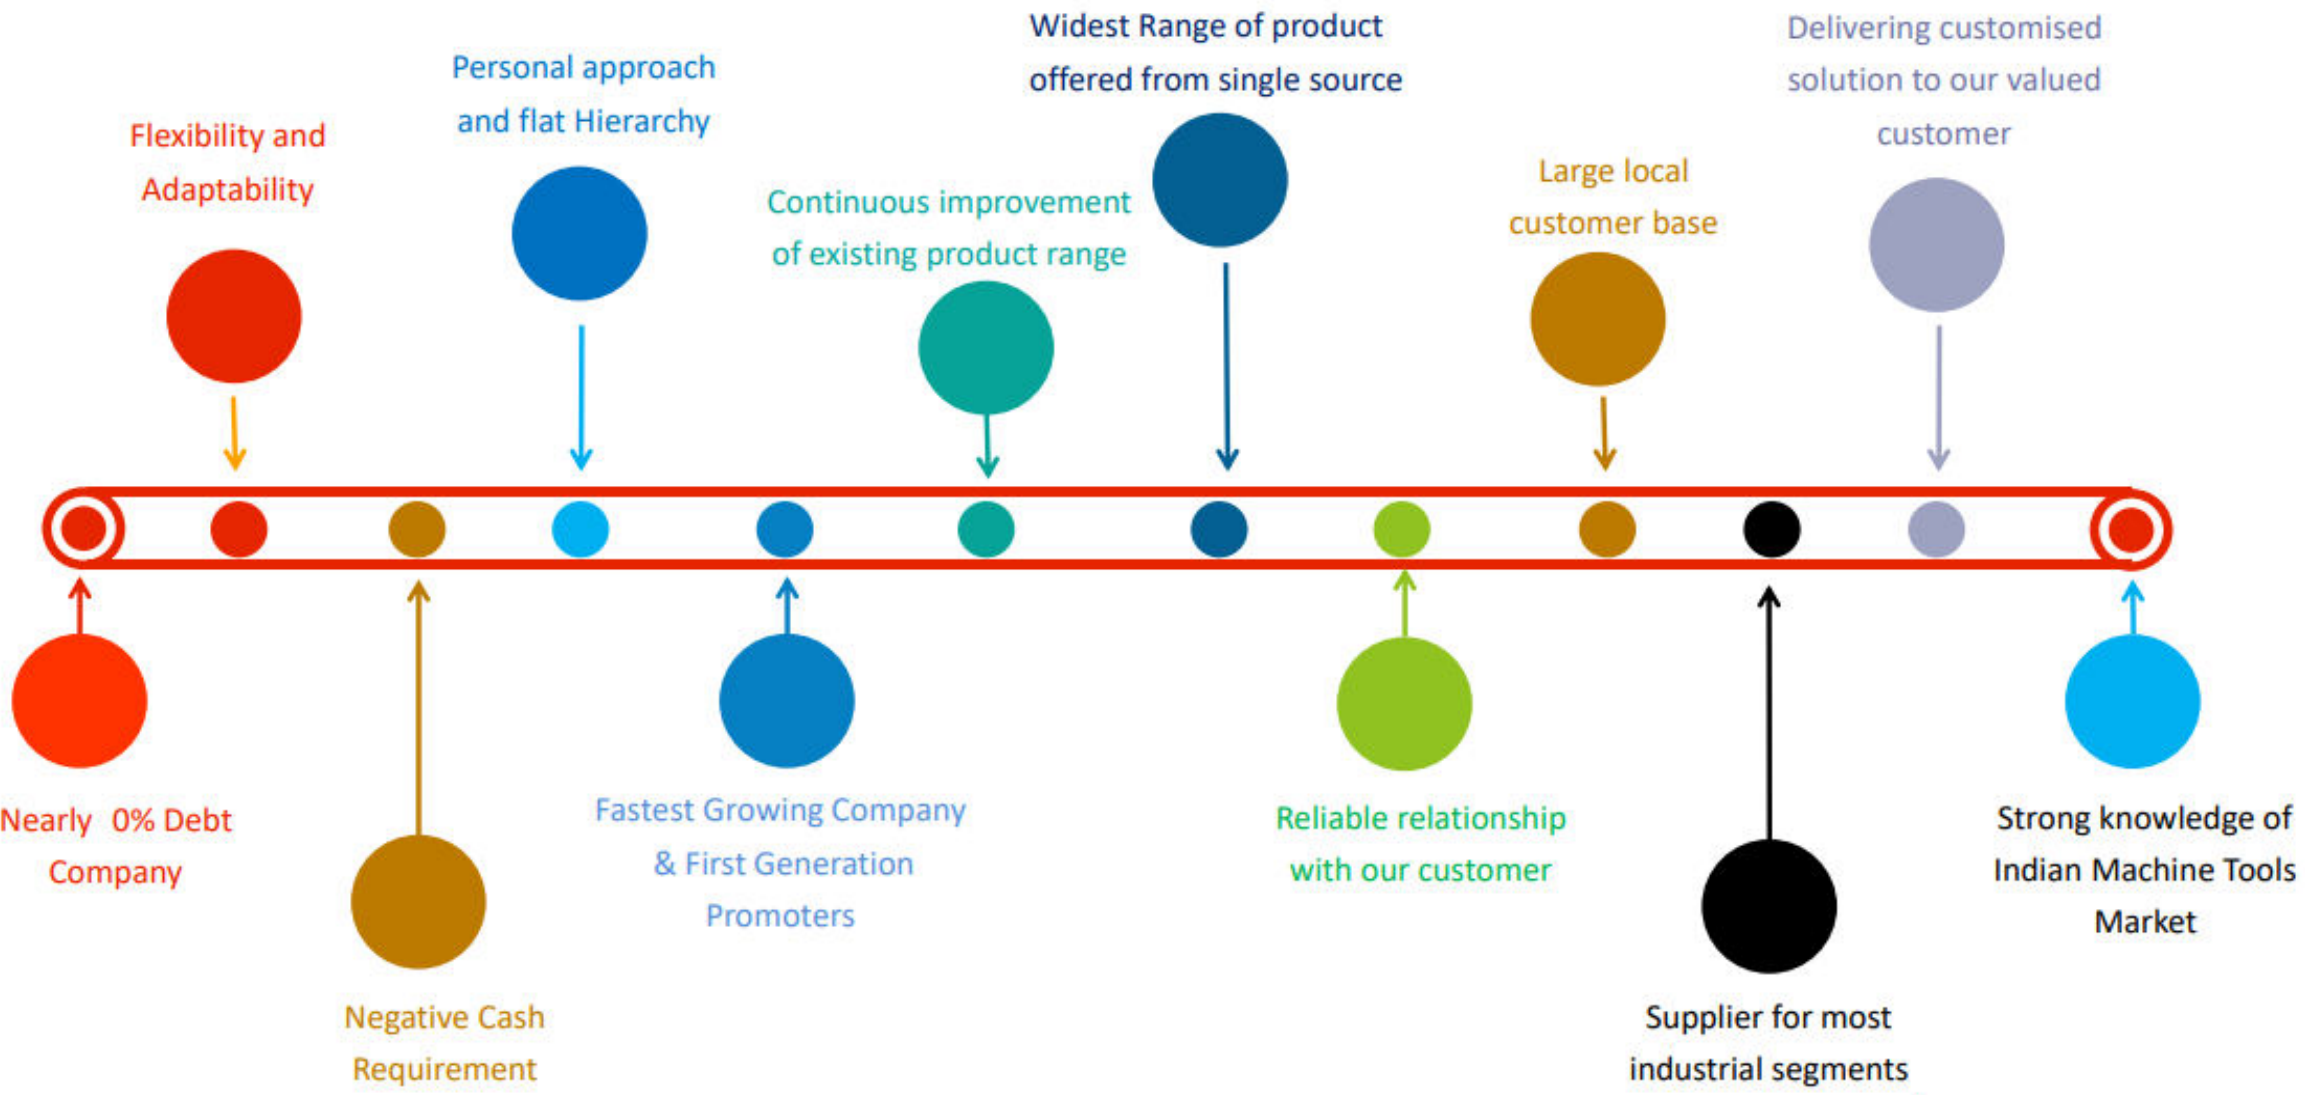 Widest Range of product
offered from single source
Delivering customised
solution to our valued
customer
Personal approach
and flat Hierarchy
Flexibility and
Adaptability
Large local
customer base
Continuous improvement
of existing product range
Nearly 0% Debt
Company
Fastest Growing Company
& First Generation
Promoters
Reliable relationship
with our customer
Strong knowledge of
Indian Machine Tools
Market
Negative Cash
Requirement
Supplier for most
industrial segments